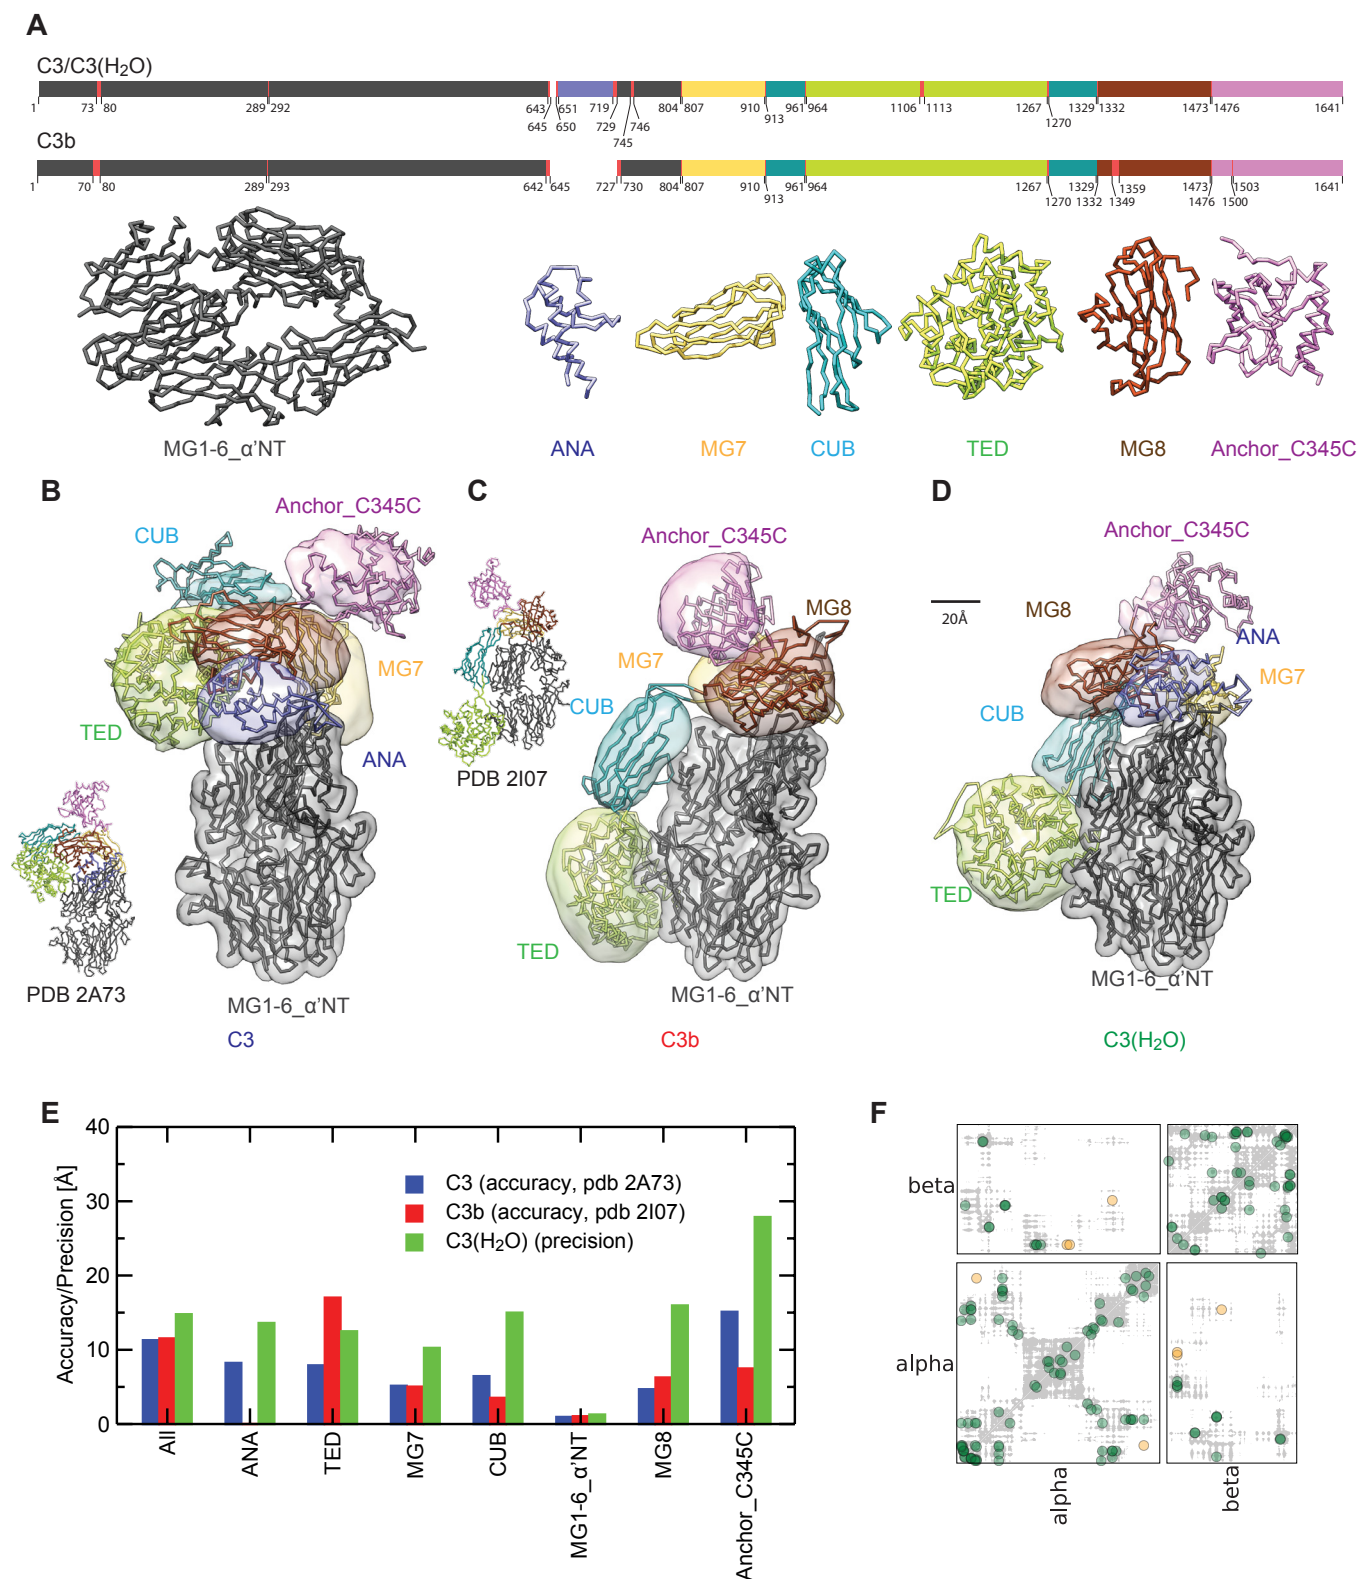 A
C3/C3(H₂O)
1 73 80 289 292 643 651 719 804 807 910 961 964 1106 1113 1267 1329 1332 1473 1476 1641
645 650 729 746 913 1270
745
C3b
1 70 80 289 293 642 645 727 730 804 807 910 961 964 1267 1329 1359 1473 1503 1641
913 1270 1332 1349 1476 1500
MG1-6_α'NT ANA MG7 CUB TED MG8 Anchor_C345C
B
Anchor_C345C
CUB
MG7
TED
ANA
PDB 2A73
MG1-6_α'NT
C3
C
Anchor_C345C
MG8
MG7
CUB
PDB 2I07
TED
MG1-6_α'NT
C3b
D
Anchor_C345C
20Å
MG8
ANA
MG7
CUB
TED
MG1-6_α'NT
C3(H₂O)
E
Accuracy/Precision [Å]
40
30
20
10
0
C3 (accuracy, pdb 2A73)
C3b (accuracy, pdb 2I07)
C3(H₂O) (precision)
All
ANA
TED
MG7
CUB
MG1-6_α'NT
MG8
Anchor_C345C
F
beta
alpha
alpha
beta